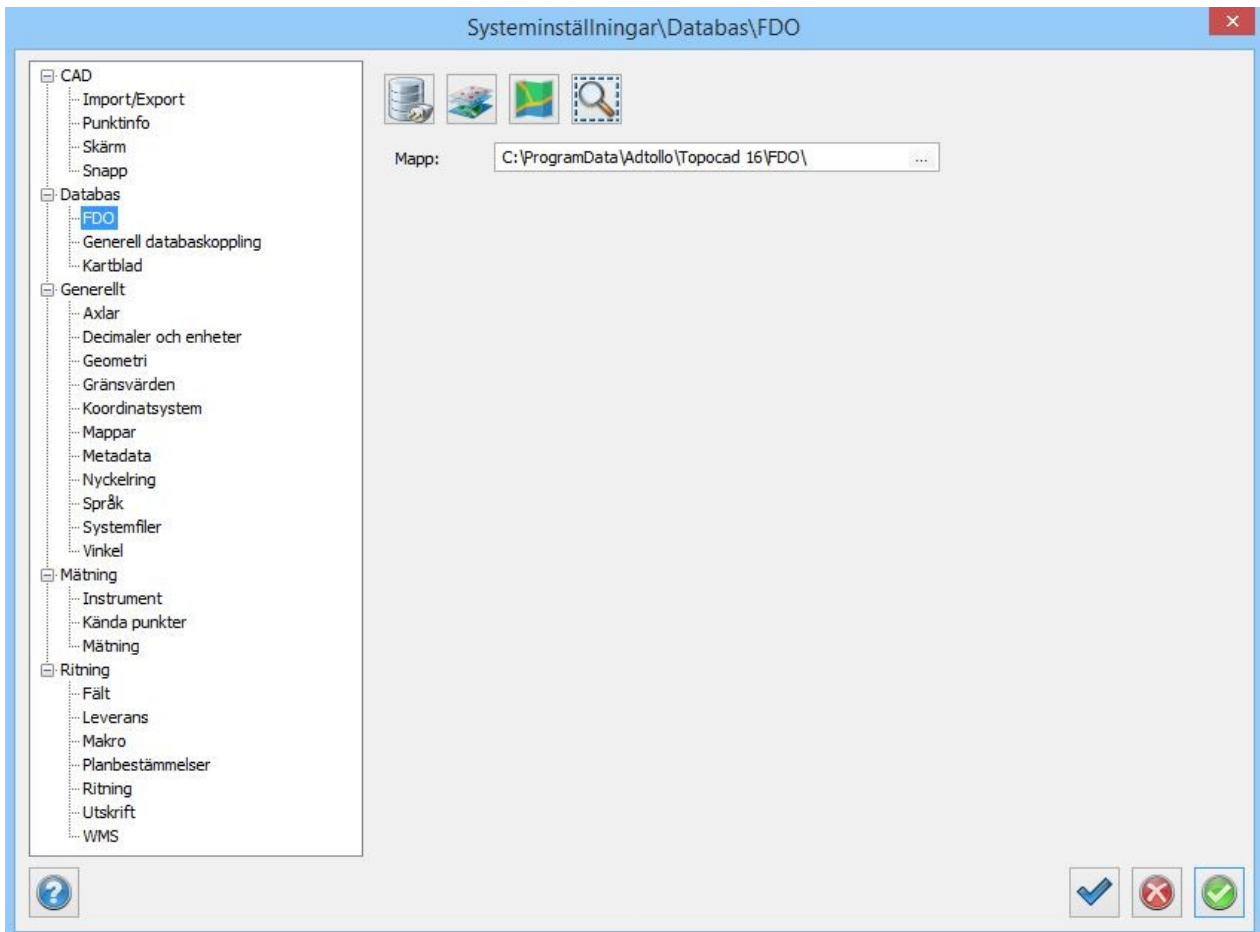 Systeminställningar\Databas\FDO
CAD
Import/Export
Punktinfo
Skärm
Snapp
Databas
FDO
Generell databaskoppling
Kartblad
Generellt
Axlar
Decimaler och enheter
Geometri
Gränsvärden
Koordinatsystem
Mappar
Metadata
Nyckelring
Språk
Systemfiler
Vinkel
Mätning
Instrument
Kända punkter
Mätning
Ritning
Fält
Leverans
Makro
Planbestämmelser
Ritning
Utskrift
WMS
Mapp: C:\ProgramData\Adtollo\Topocad 16\FDO\ ...